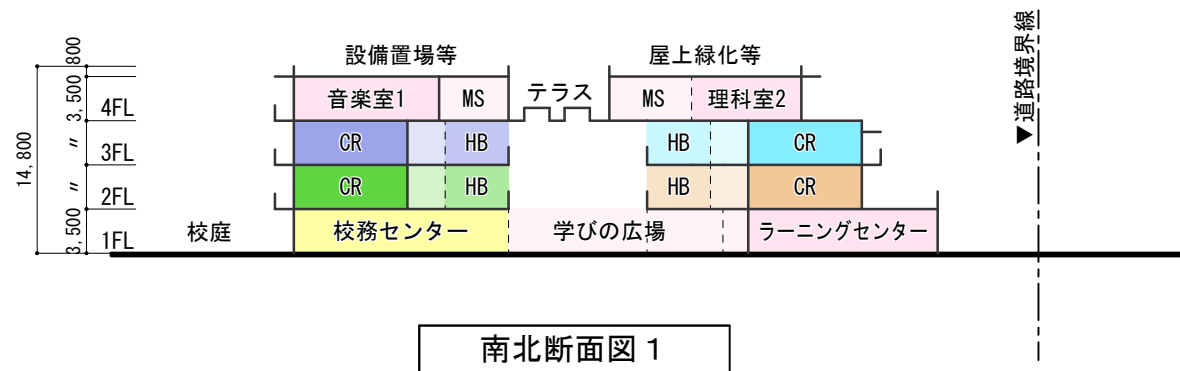 設備置場等
屋上緑化等
▼道路境界線
800
3,500
4FL
音楽室1
MS
テラス
MS
理科室2
14,800
〃
3FL
CR
HB
HB
CR
〃
2FL
CR
HB
HB
CR
3,500
1FL
校庭
校務センター
学びの広場
ラーニングセンター
南北断面図1